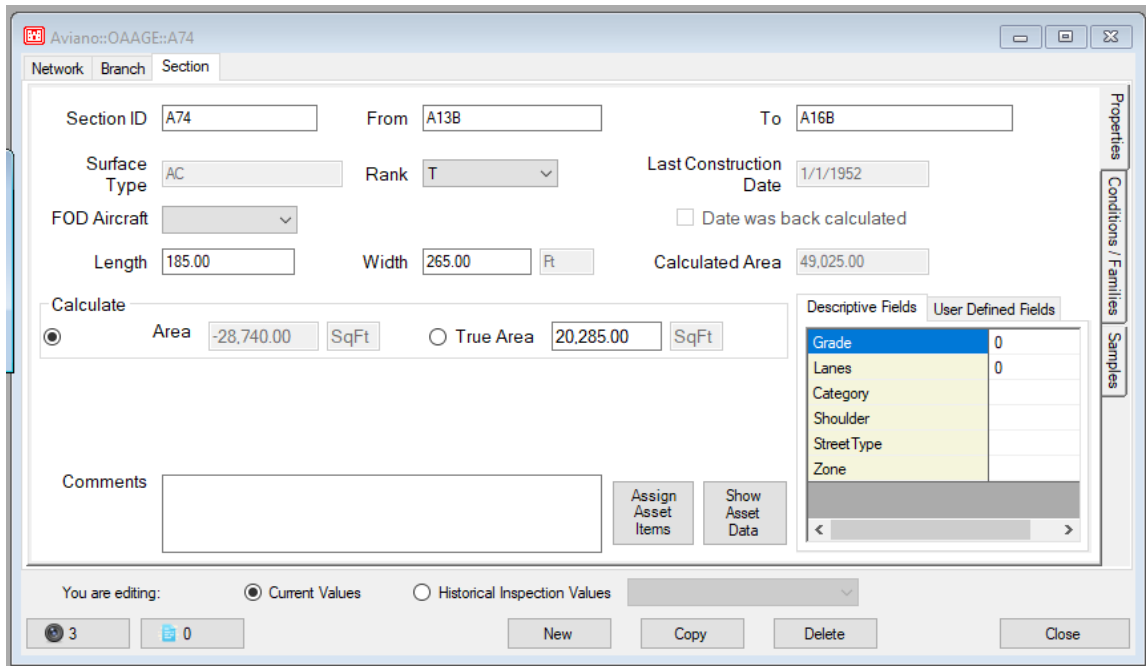 Aviano::OAAGE::A74
Network Branch Section
Section ID A74 From A13B To A16B
Surface Type AC Rank T Last Construction Date 1/1/1952
FOD Aircraft Date was back calculated
Length 185.00 Width 265.00 Ft Calculated Area 49,025.00
Calculate
Area -28,740.00 SqFt True Area 20,285.00 SqFt
Descriptive Fields User Defined Fields
Grade 0
Lanes 0
Category
Shoulder
StreetType
Zone
Comments
Assign Asset Items
Show Asset Data
Properties
Conditions / Families
Samples
You are editing: Current Values Historical Inspection Values
3 0 New Copy Delete Close